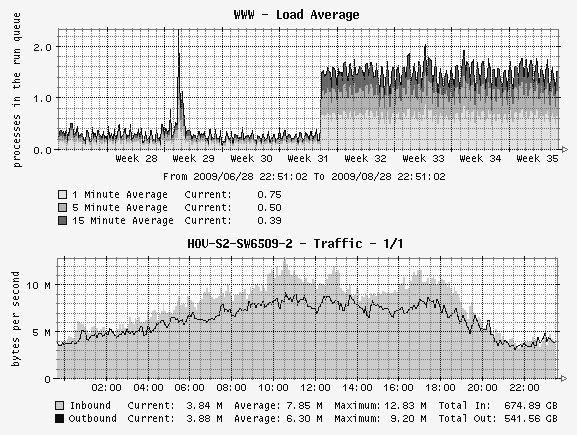 WWW - Load Average
processes in the run queue
2.0
1.0
0.0
Week 28 Week 29 Week 30 Week 31 Week 32 Week 33 Week 34 Week 35
From 2009/06/28 22:51:02 To 2009/08/28 22:51:02
1 Minute Average Current: 0.75
5 Minute Average Current: 0.50
15 Minute Average Current: 0.39
HOV-S2-SW6509-2 - Traffic - 1/1
bytes per second
10 M
5 M
0
02:00 04:00 06:00 08:00 10:00 12:00 14:00 16:00 18:00 20:00 22:00
Inbound Current: 3.84 M Average: 7.85 M Maximum: 12.83 M Total In: 674.89 GB
Outbound Current: 3.88 M Average: 6.30 M Maximum: 9.20 M Total Out: 541.56 GB